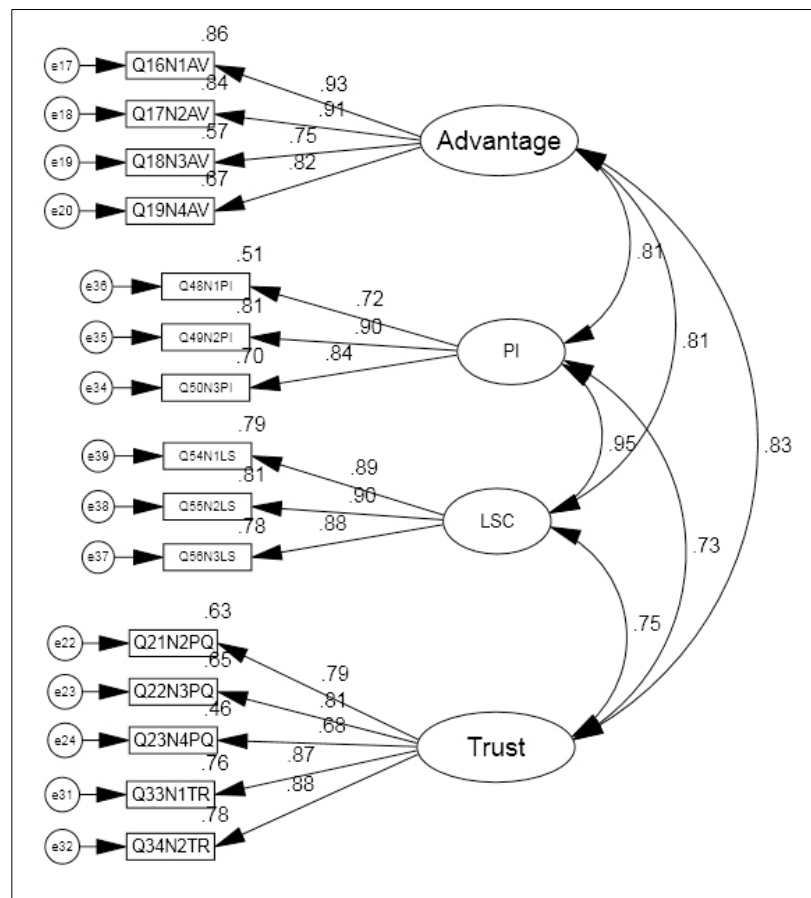 .86
e17 Q16N1AV
.93
.84
e18 Q17N2AV
.91
.57
e19 Q18N3AV
.75
.67
e20 Q19N4AV
.82
Advantage
.51
e36 Q48N1PI
.72
.81
e35 Q49N2PI
.90
.70
e34 Q50N3PI
.84
PI
.79
e39 Q54N1LS
.89
.81
e38 Q55N2LS
.90
.78
e37 Q56N3LS
.88
LSC
.63
e22 Q21N2PQ
.79
.65
e23 Q22N3PQ
.81
.46
e24 Q23N4PQ
.68
.76
e31 Q33N1TR
.87
.78
e32 Q34N2TR
.88
Trust
.81
.81
.83
.95
.73
.75